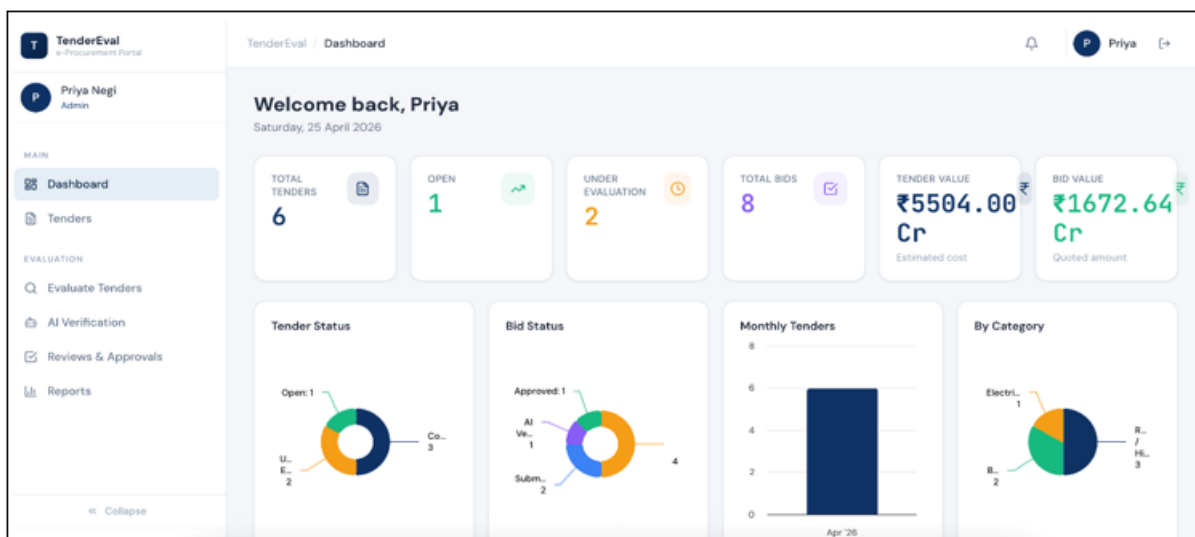 T
TenderEval
e-Procurement Portal
TenderEval / Dashboard
P
Priya
P
Priya Negi
Admin
MAIN
Dashboard
Tenders
EVALUATION
Evaluate Tenders
AI Verification
Reviews & Approvals
Reports
« Collapse
Welcome back, Priya
Saturday, 25 April 2026
TOTAL
TENDERS
6
OPEN
1
UNDER
EVALUATION
2
TOTAL BIDS
8
TENDER VALUE
₹
₹5504.00
Cr
Estimated cost
BID VALUE
₹
₹1672.64
Cr
Quoted amount
Tender Status
Open: 1
Co...
3
U...
E...
2
Bid Status
Approved: 1
AI
Ve...
1
Subm...
2
4
Monthly Tenders
8
6
4
2
0
Apr '26
By Category
Electri...
1
R...
/
Hi...
3
B...
2